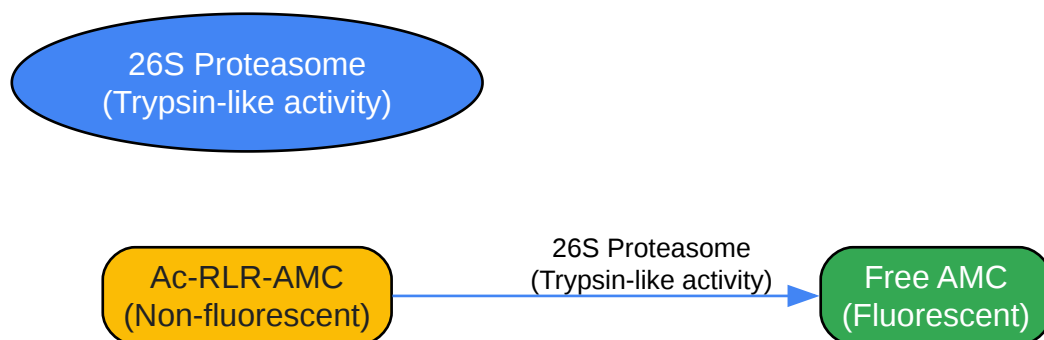 26S Proteasome
(Trypsin-like activity)
26S Proteasome
(Trypsin-like activity)
Ac-RLR-AMC
(Non-fluorescent)
Free AMC
(Fluorescent)